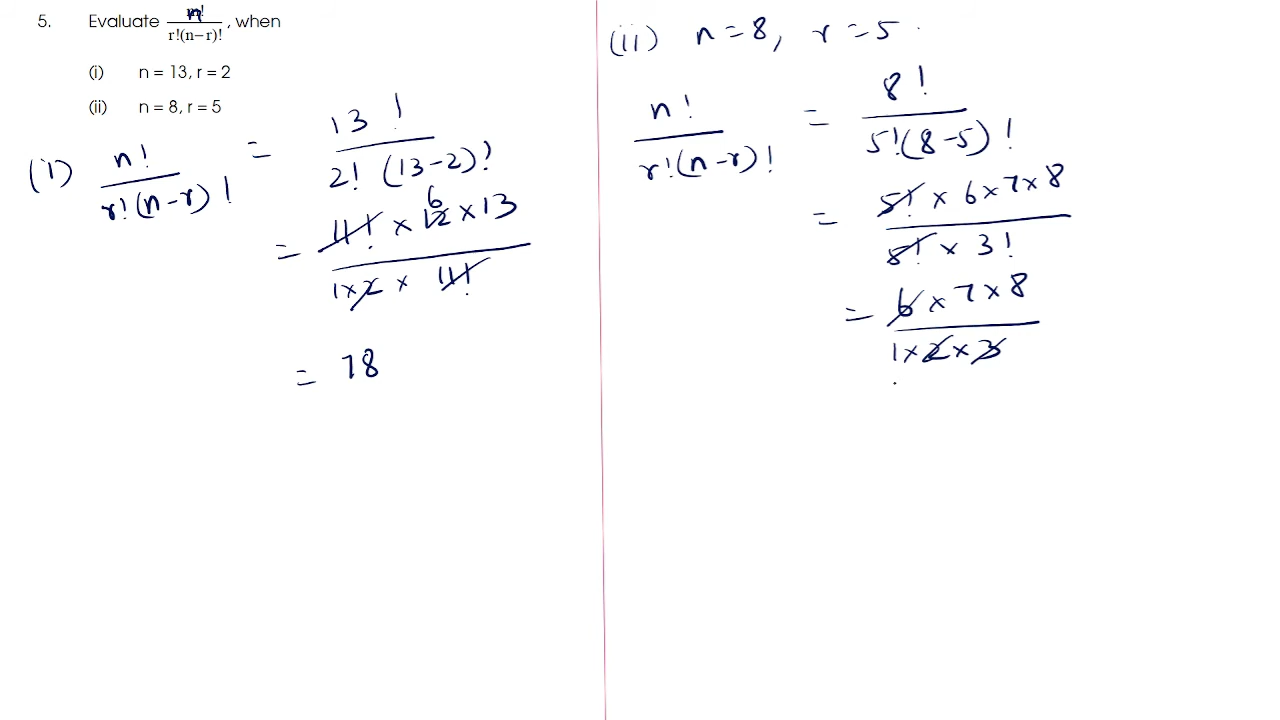 5. Evaluate n!/r!(n−r)! , when
(i) n = 13, r = 2
(ii) n = 8, r = 5
(i) n!/r!(n-r)! = 13!/2!(13-2)!
= 11! × 12 6 × 13/1×2 × 11!
= 78
(ii) n = 8, r = 5
n!/r!(n-r)! = 8!/5!(8-5)!
= 5! × 6 × 7 × 8/5! × 3!
= 6 × 7 × 8/1 × 2 × 3